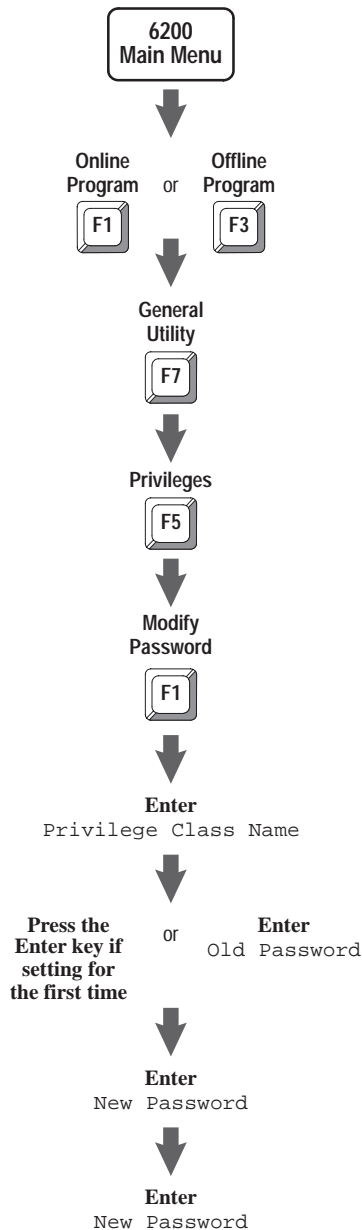 6200
Main Menu
Online
Program
or
Offline
Program
F1
F3
General
Utility
F7
Privileges
F5
Modify
Password
F1
Enter
Privilege Class Name
Press the
Enter key if
setting for
the first time
or
Enter
Old Password
Enter
New Password
Enter
New Password